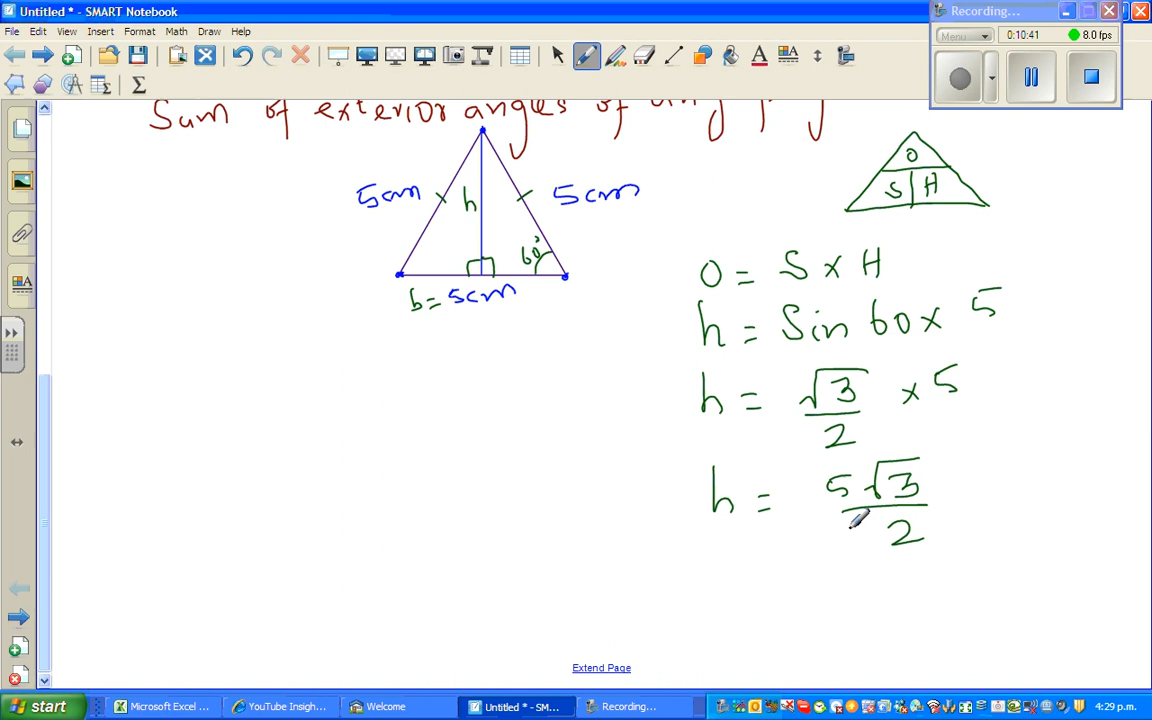 Untitled * - SMART Notebook
Recording...
File Edit View Insert Format Math Draw Help
Menu
0:10:41
8.0 fps
Sum of exterior angles of any
O
S H
5cm
h
5cm
60°
b = 5cm
O = S x H
h = Sin 60 x 5
h = √3/2 x 5
h = 5√3/2
Extend Page
start
Microsoft Excel ...
YouTube Insigh...
Welcome
Untitled * - SM...
Recording...
4:29 p.m.